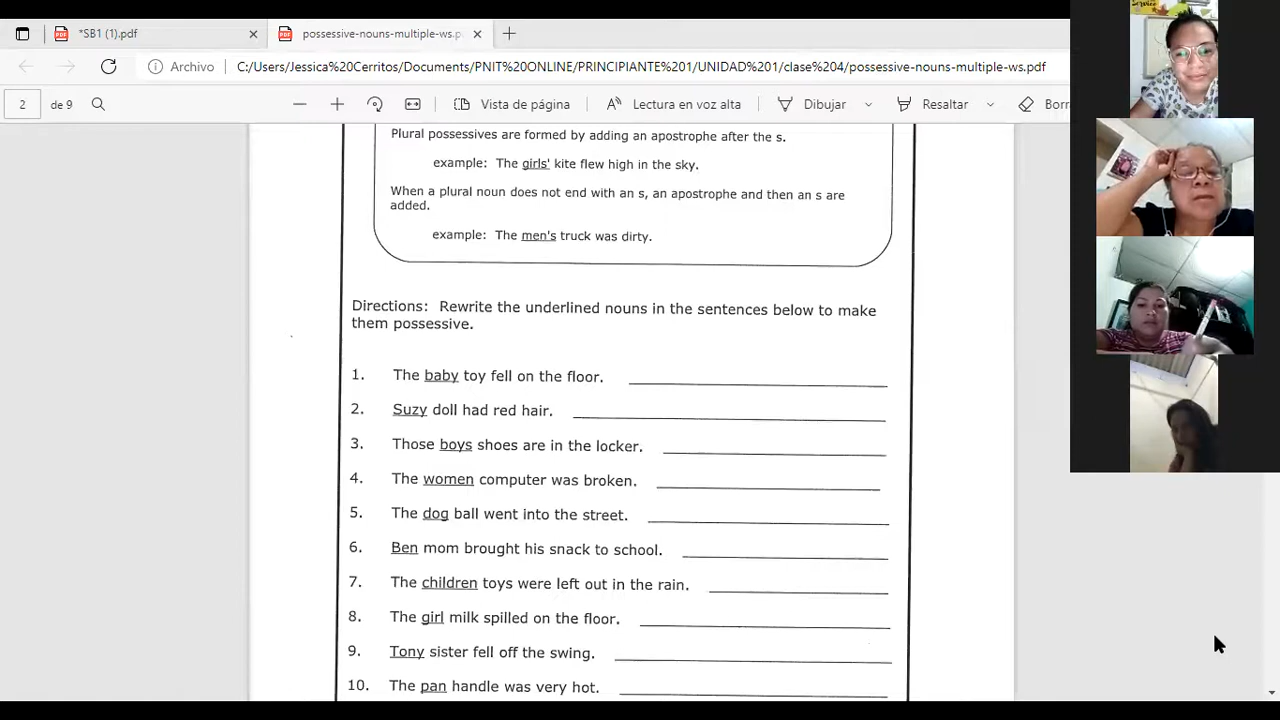 *SB1 (1).pdf
possessive-nouns-multiple-ws.p
Archivo
C:/Users/Jessica%20Cerritos/Documents/PNIT%20ONLINE/PRINCIPIANTE%201/UNIDAD%201/clase%204/possessive-nouns-multiple-ws.pdf
2
de 9
Vista de página
Lectura en voz alta
Dibujar
Resaltar
Borr
Plural possessives are formed by adding an apostrophe after the s.
example: The girls' kite flew high in the sky.
When a plural noun does not end with an s, an apostrophe and then an s are
added.
example: The men's truck was dirty.
Directions: Rewrite the underlined nouns in the sentences below to make
them possessive.
1. The baby toy fell on the floor.
2. Suzy doll had red hair.
3. Those boys shoes are in the locker.
4. The women computer was broken.
5. The dog ball went into the street.
6. Ben mom brought his snack to school.
7. The children toys were left out in the rain.
8. The girl milk spilled on the floor.
9. Tony sister fell off the swing.
10. The pan handle was very hot.